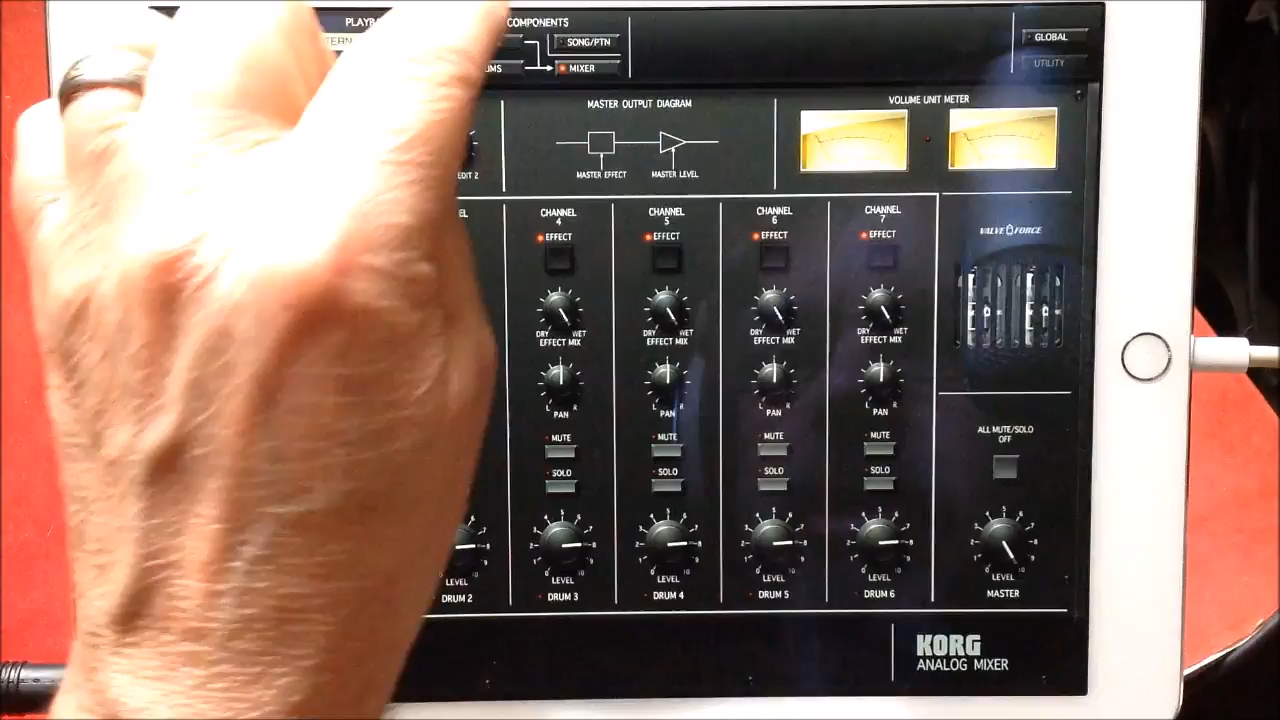 COMPONENTS
SONG/PTN
MIXER
GLOBAL
UTILITY
MASTER OUTPUT DIAGRAM
MASTER EFFECT
MASTER LEVEL
VOLUME UNIT METER
EDIT 2
CHANNEL 4
CHANNEL 5
CHANNEL 6
CHANNEL 7
EFFECT EFFECT EFFECT EFFECT
DRY WET DRY WET DRY WET DRY WET
EFFECT MIX EFFECT MIX EFFECT MIX EFFECT MIX
L R L R L R L R
PAN PAN PAN PAN
MUTE MUTE MUTE MUTE
SOLO SOLO SOLO SOLO
VALVE FORCE
ALL MUTE/SOLO
OFF
LEVEL LEVEL LEVEL LEVEL LEVEL LEVEL
DRUM 2 DRUM 3 DRUM 4 DRUM 5 DRUM 6 MASTER
KORG
ANALOG MIXER